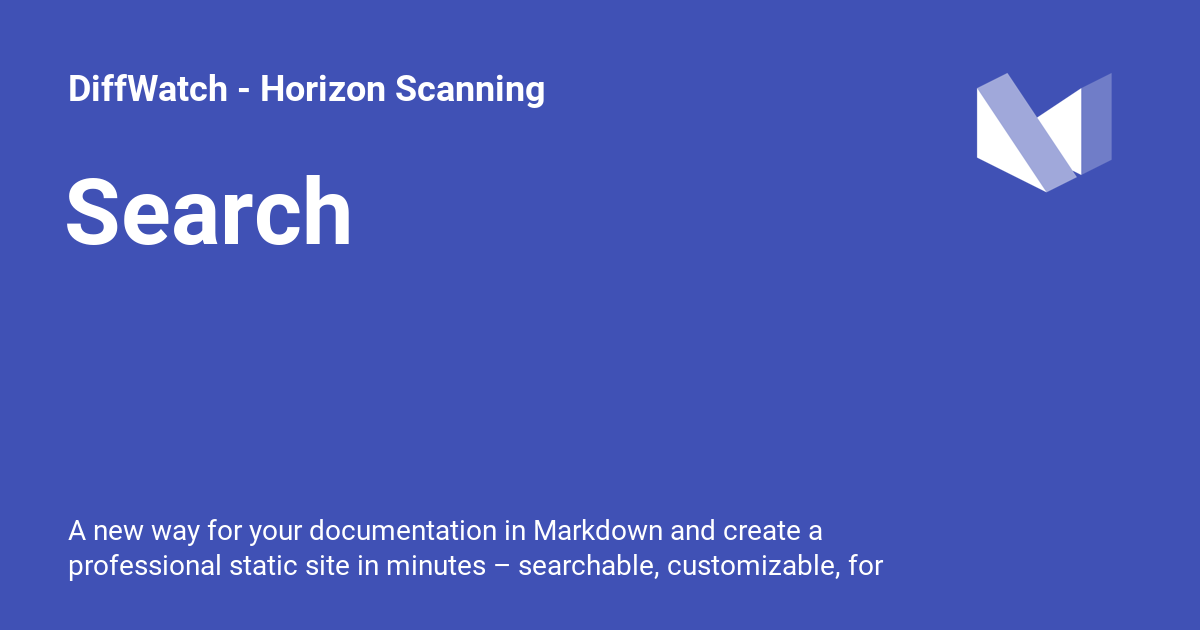 DiffWatch - Horizon Scanning
Search
A new way for your documentation in Markdown and create a
professional static site in minutes – searchable, customizable, for